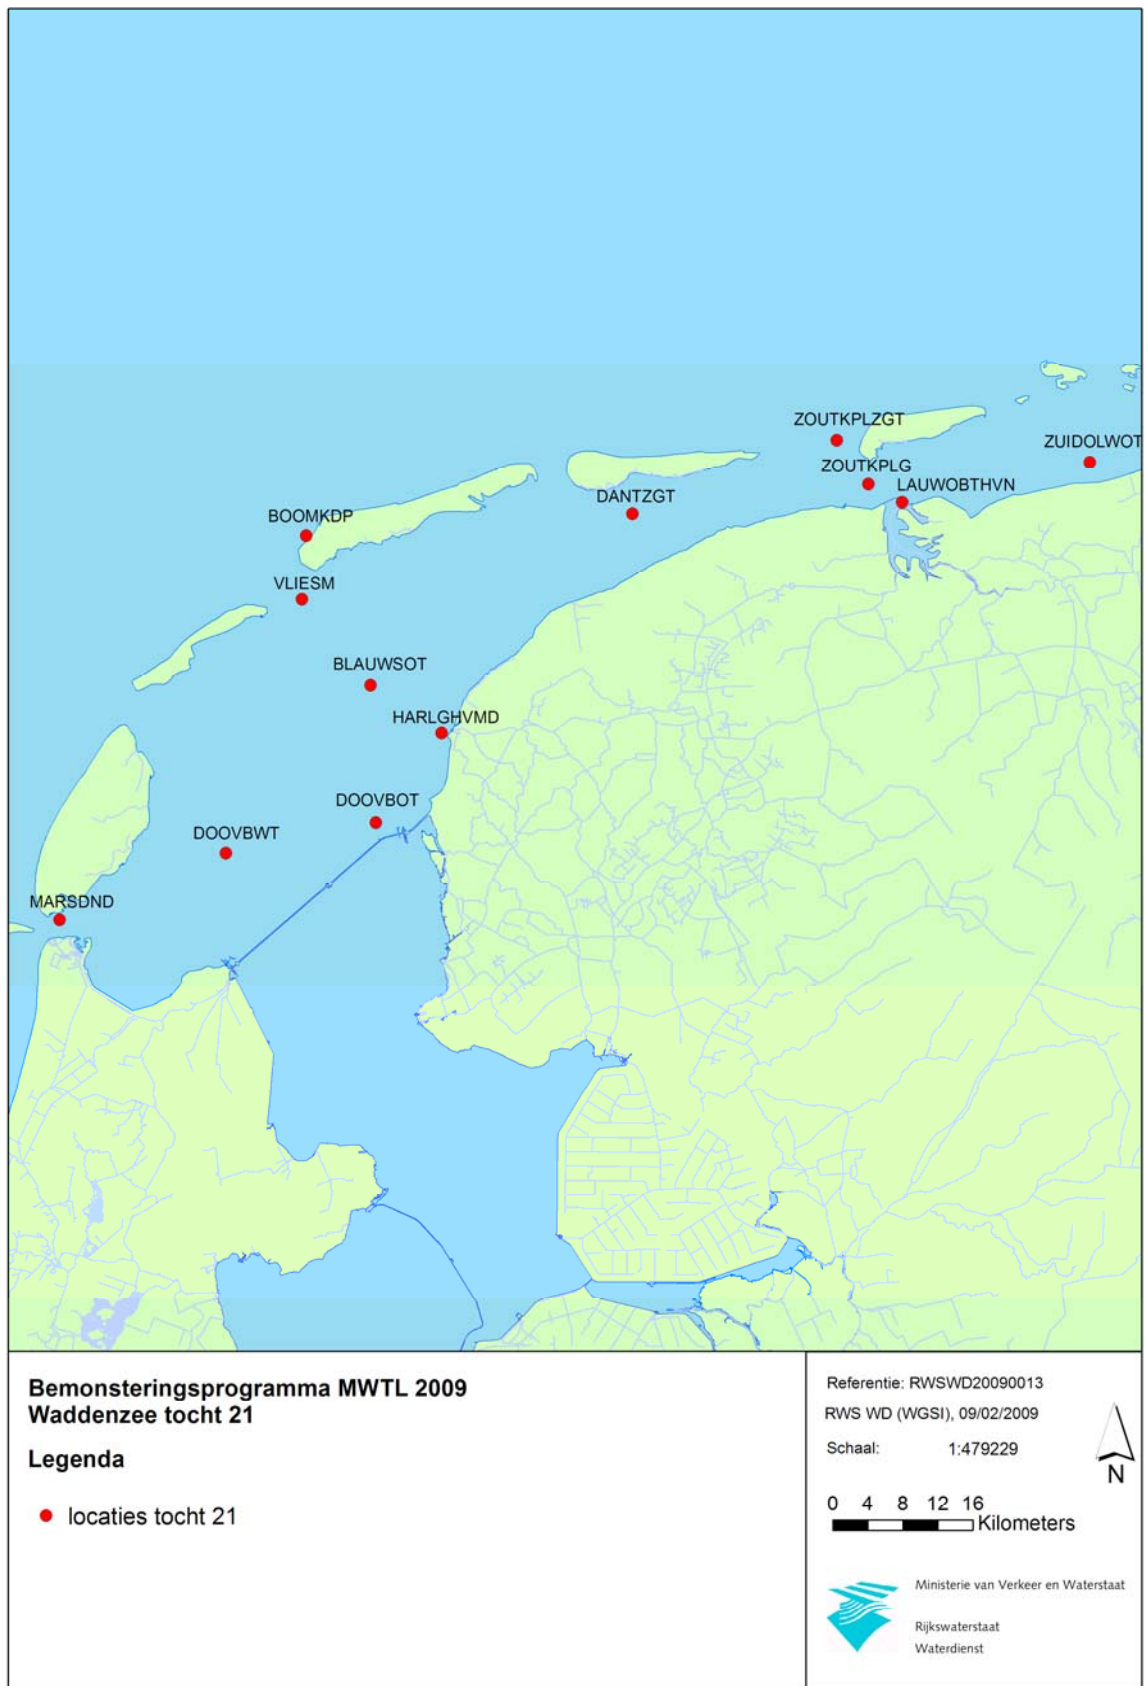 ZOUTKPLZGT
ZUIDOLWOT
ZOUTKPLG
LAUWOBTHVN
DANTZGT
BOOMKDP
VLIESM
BLAUWSOT
HARLGHVMD
DOOVBOT
DOOVBWT
MARSDND
Bemonsteringsprogramma MWTL 2009
Waddenzee tocht 21
Legenda
locaties tocht 21
Referentie: RWSWD20090013
RWS WD (WGSI), 09/02/2009
Schaal: 1:479229
N
0 4 8 12 16
Kilometers
Ministerie van Verkeer en Waterstaat
Rijkswaterstaat
Waterdienst